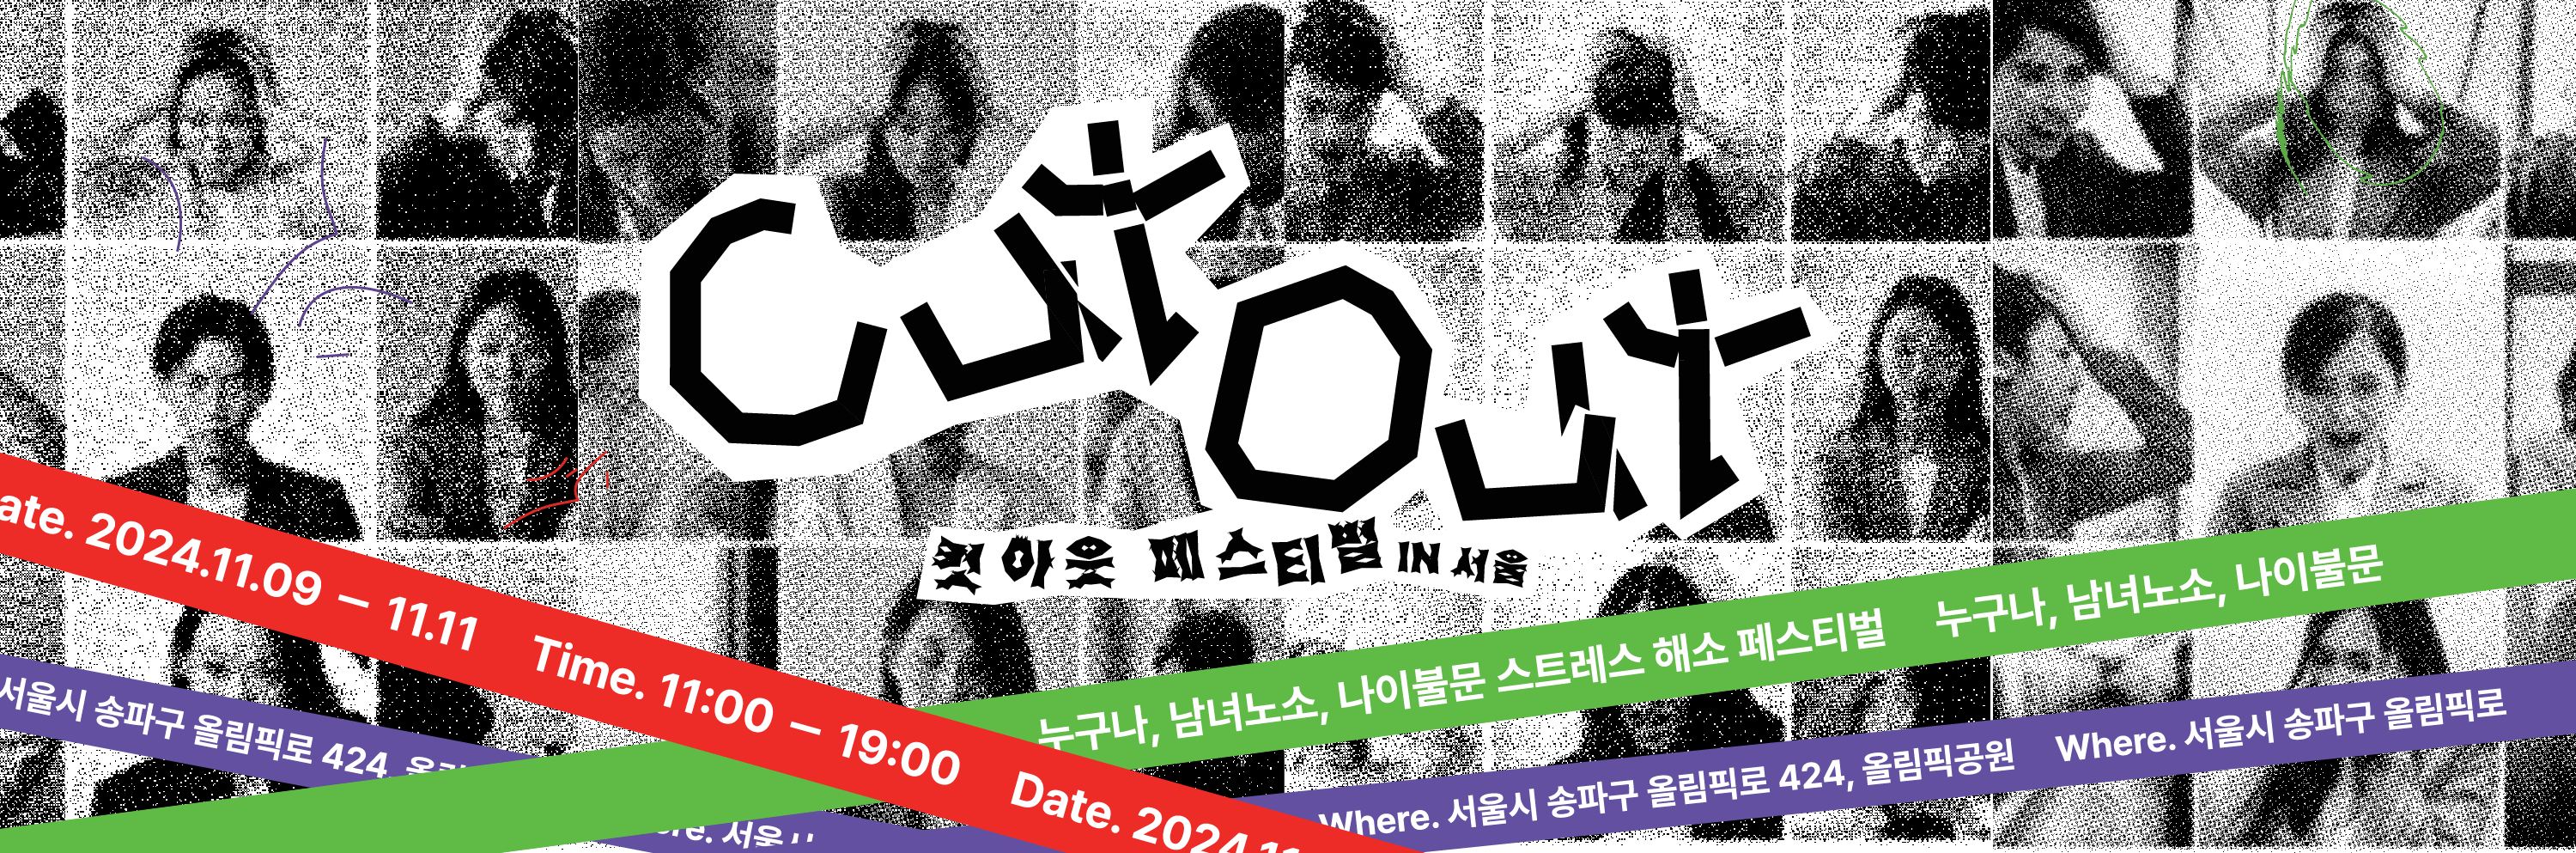 Cut Out
컷 아웃 페스티벌 IN 서울
ate. 2024.11.09 – 11.11 Time. 11:00 – 19:00 Date. 2024.11
누구나, 남녀노소, 나이불문 스트레스 해소 페스티벌 누구나, 남녀노소, 나이불문
서울시 송파구 올림픽로 424,
서울
Where. 서울시 송파구 올림픽로 424, 올림픽공원 Where. 서울시 송파구 올림픽로